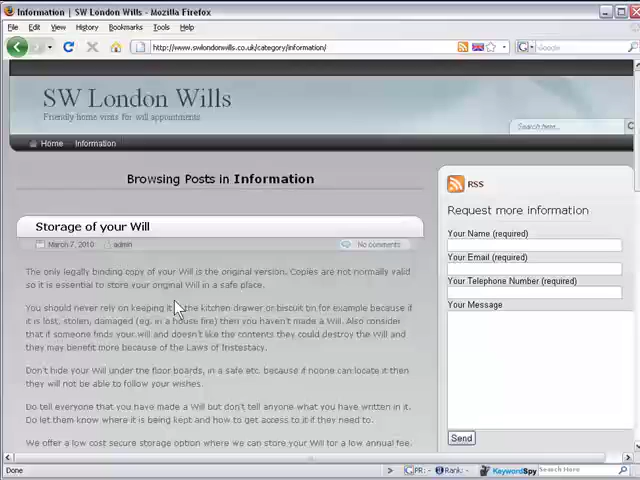 Information | SW London Wills - Mozilla Firefox
File Edit View History Bookmarks Tools Help
http://www.swlondonwills.co.uk/category/information/
Google
SW London Wills
Friendly home visits for will appointments
Search here...
Home Information
Browsing Posts in Information
RSS
Request more information
Storage of your Will
March 7, 2010 admin No comments
Your Name (required)
Your Email (required)
Your Telephone Number (required)
Your Message
The only legally binding copy of your Will is the original version. Copies are not normally valid
so it is essential to store your original Will in a safe place.
You should never rely on keeping it the kitchen drawer or biscuit tin for example because if
it is lost, stolen, damaged (eg. in a house fire) then you haven't made a Will. Also consider
that if someone finds your will and doesn't like the contents they could destroy the Will and
they may benefit more because of the Laws of Intestacy.
Don't hide your Will under the floor boards, in a safe etc. because if noone can locate it then
they will not be able to follow your wishes.
Do tell everyone that you have made a Will but don't tell anyone what you have written in it.
Do let them know where it is being kept and how to get access to it if they need to.
We offer a low cost secure storage option where we can store your Will for a low annual fee.
Send
Done
PR: - Rank: - KeywordSpy Search Here